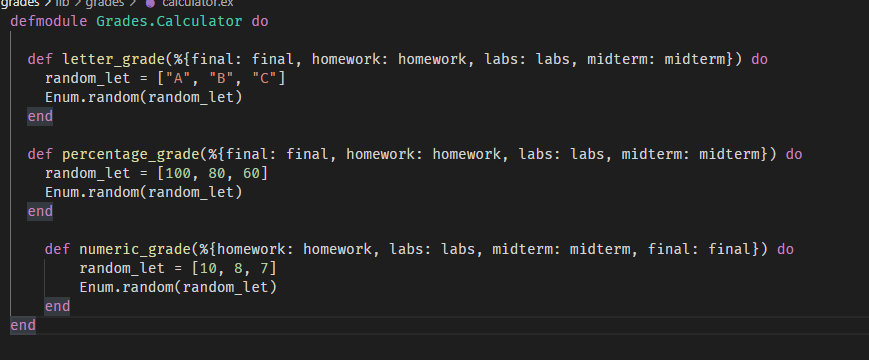 grades > lib > grades > calculator.ex
defmodule Grades.Calculator do
  def letter_grade(%{final: final, homework: homework, labs: labs, midterm: midterm}) do
    random_let = ["A", "B", "C"]
    Enum.random(random_let)
  end
  def percentage_grade(%{final: final, homework: homework, labs: labs, midterm: midterm}) do
    random_let = [100, 80, 60]
    Enum.random(random_let)
  end
    def numeric_grade(%{homework: homework, labs: labs, midterm: midterm, final: final}) do
        random_let = [10, 8, 7]
        Enum.random(random_let)
    end
end